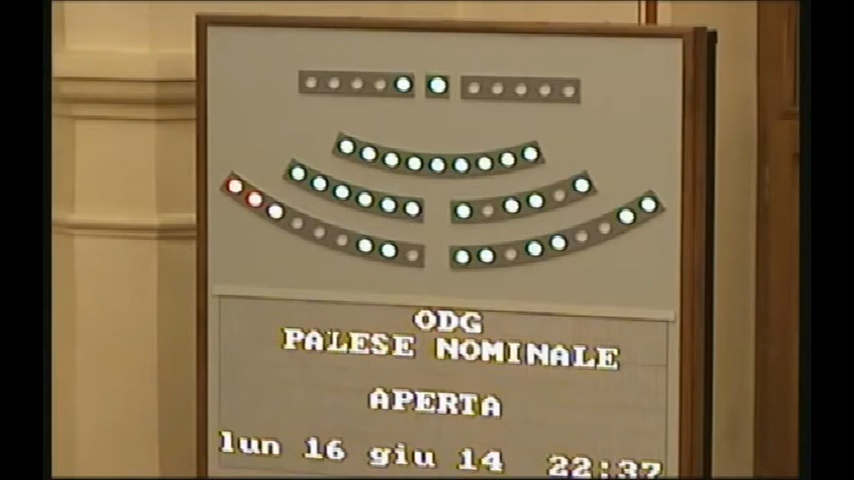 ODG
PALESE NOMINALE
APERTA
lun 16 giu 14 22:37